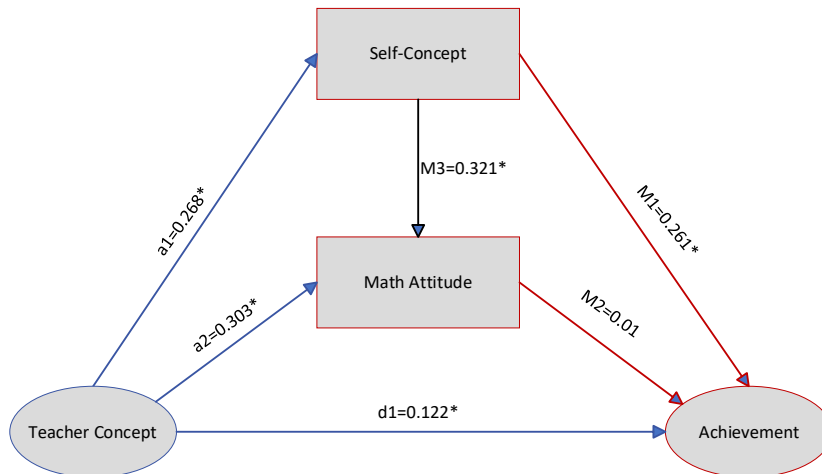 Self-Concept
M3=0.321*
a1=0.268*
M1=0.261*
Math Attitude
a2=0.303*
M2=0.01
d1=0.122*
Teacher Concept
Achievement